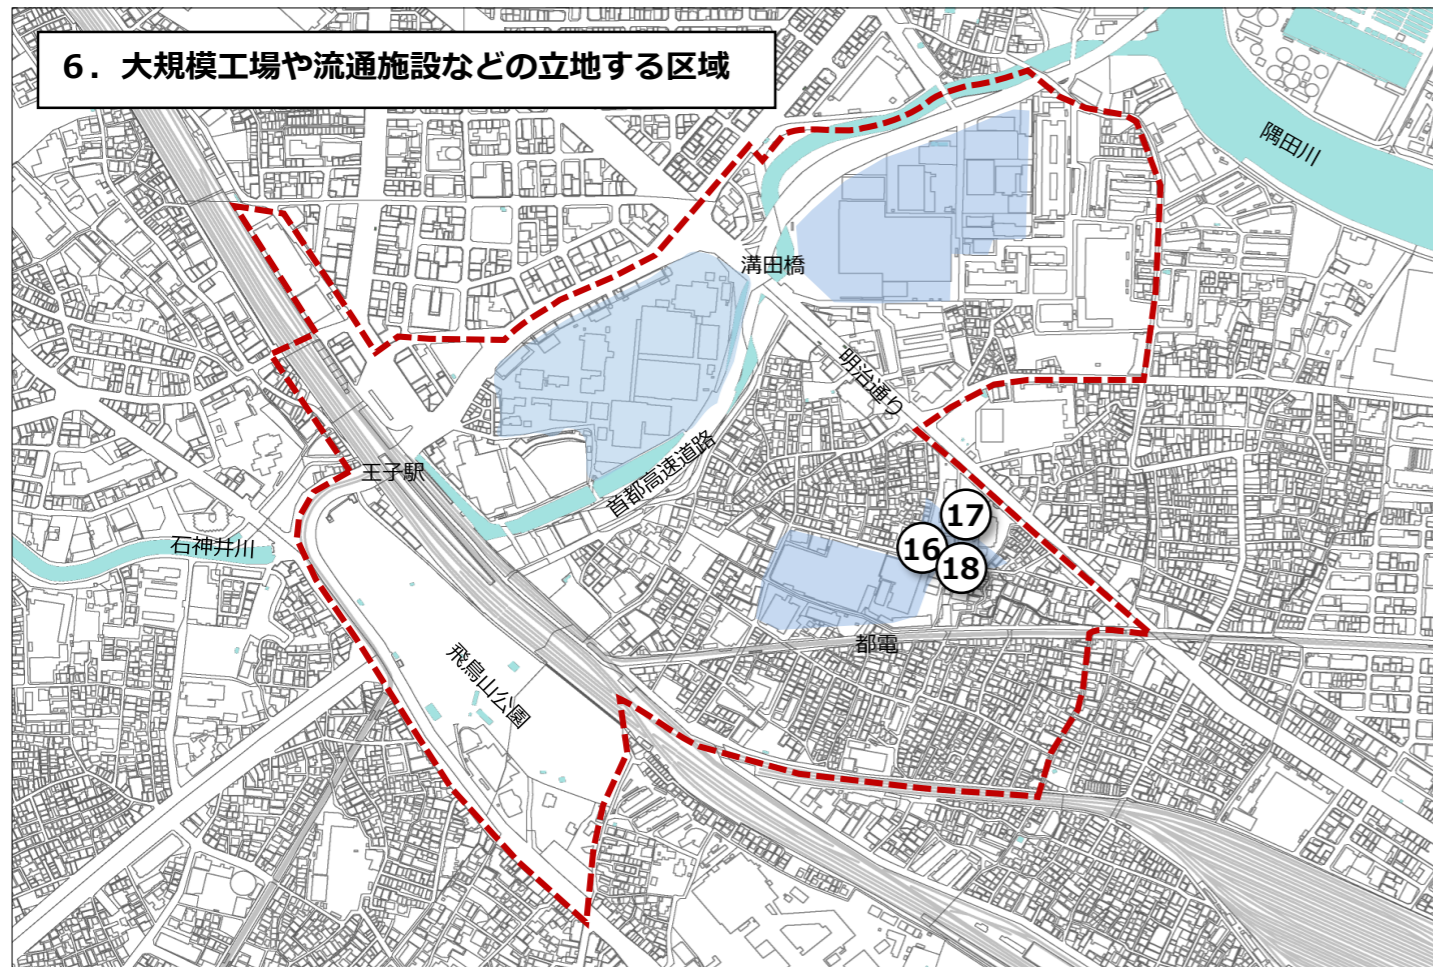 6．大規模工場や流通施設などの立地する区域
隅田川
溝田橋
明治通り
王子駅
首都高速道路
石神井川
17
16
18
都電
飛鳥山公園